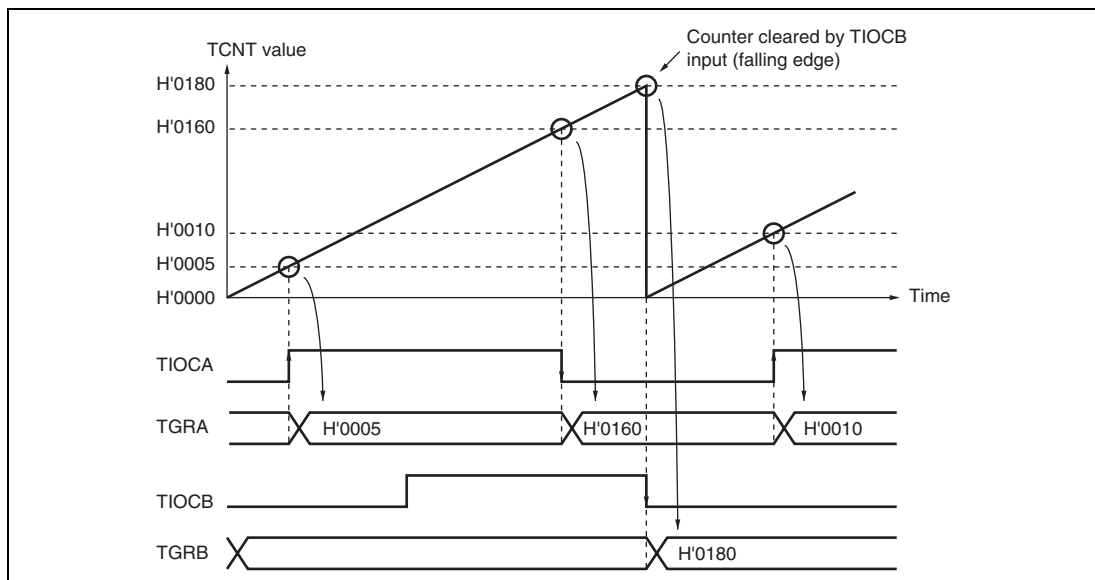 Counter cleared by TIOCB
input (falling edge)
TCNT value
H'0180
H'0160
H'0010
H'0005
H'0000
Time
TIOCA
TGRA
H'0005
H'0160
H'0010
TIOCB
TGRB
H'0180